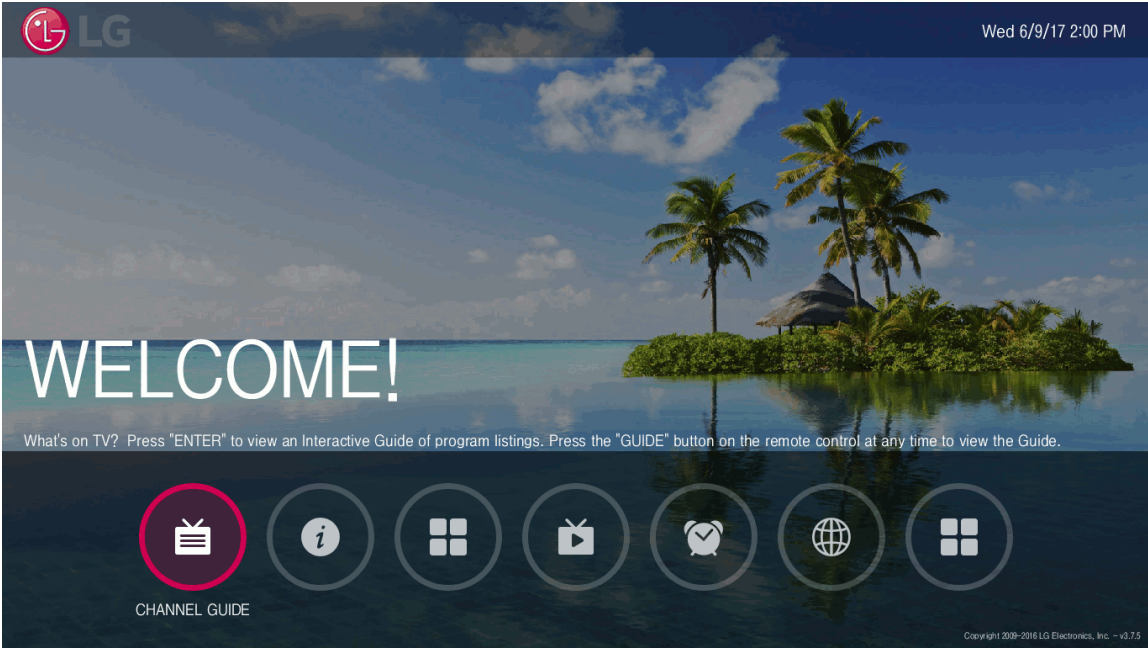 LG
Wed 6/9/17 2:00 PM
WELCOME!
What's on TV?  Press "ENTER" to view an Interactive Guide of program listings. Press the "GUIDE" button on the remote control at any time to view the Guide.
CHANNEL GUIDE
Copyright 2009-2016 LG Electronics, Inc. - v3.7.5